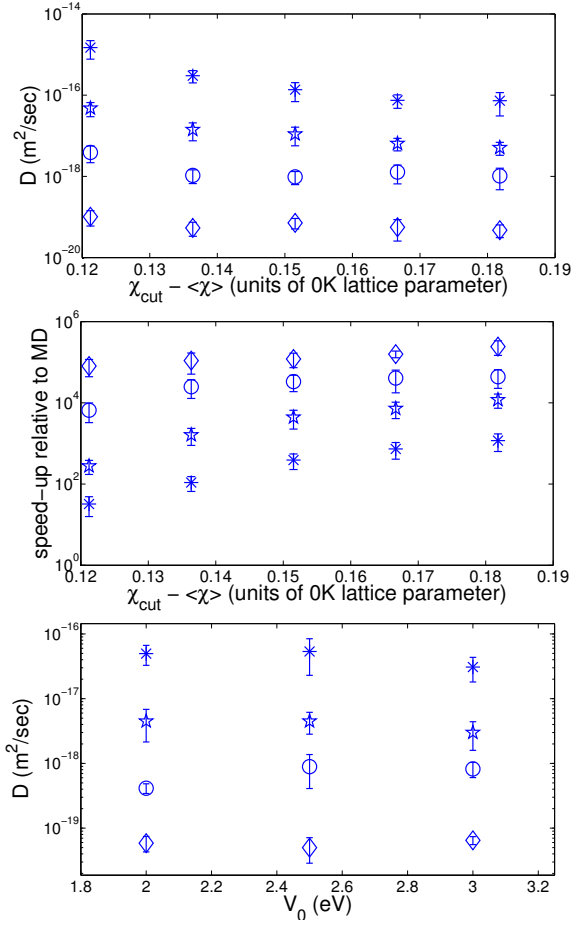 10^−14
10^−16
10^−18
10^−20
D (m^2/sec)
0.12 0.13 0.14 0.15 0.16 0.17 0.18 0.19
χ_cut − <χ> (units of 0K lattice parameter)
10^6
10^4
10^2
10^0
speed−up relative to MD
0.12 0.13 0.14 0.15 0.16 0.17 0.18 0.19
χ_cut − <χ> (units of 0K lattice parameter)
10^−16
10^−17
10^−18
10^−19
D (m^2/sec)
1.8 2 2.2 2.4 2.6 2.8 3 3.2
V_0 (eV)